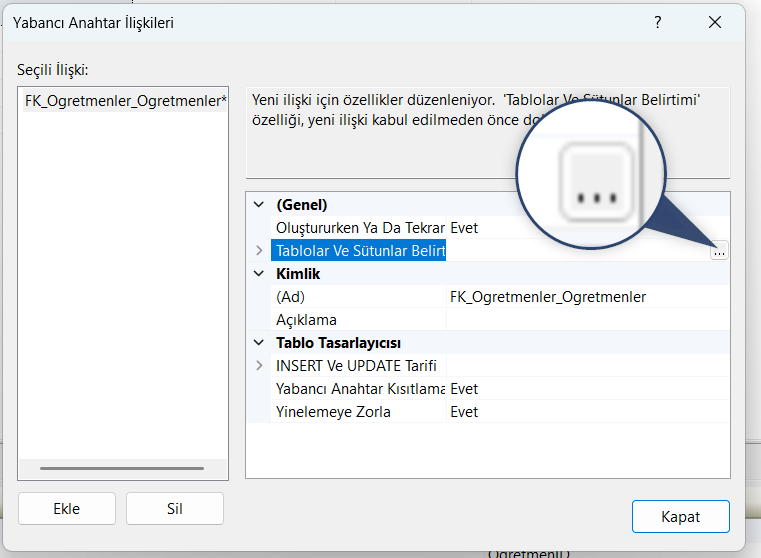 Yabancı Anahtar İlişkileri
?
Seçili İlişki:
FK_Ogretmenler_Ogretmenler*
Yeni ilişki için özellikler düzenleniyor. 'Tablolar Ve Sütunlar Belirtimi'
özelliği, yeni ilişki kabul edilmeden önce
...
(Genel)
Oluştururken Ya Da Tekrar Evet
Tablolar Ve Sütunlar Belirt ...
Kimlik
(Ad) FK_Ogretmenler_Ogretmenler
Açıklama
Tablo Tasarlayıcısı
INSERT Ve UPDATE Tarifi
Yabancı Anahtar Kısıtlama Evet
Yinelemeye Zorla Evet
Ekle Sil
Kapat
OgretmenID